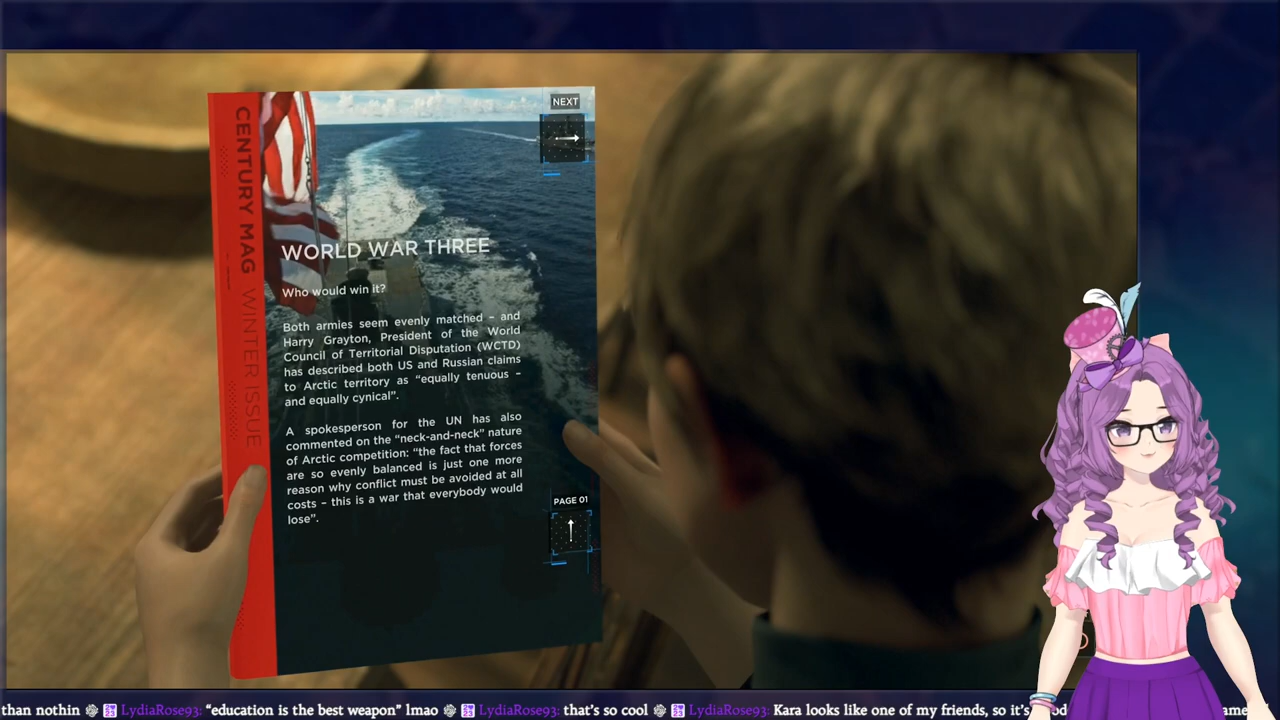 NEXT
CENTURY MAG WINTER ISSUE
WORLD WAR THREE
Who would win it?
Both armies seem evenly matched – and
Harry Grayton, President of the World
Council of Territorial Disputation (WCTD)
has described both US and Russian claims
to Arctic territory as “equally tenuous –
and equally cynical”.
A spokesperson for the UN has also
commented on the “neck-and-neck” nature
of Arctic competition: “the fact that forces
are so evenly balanced is just one more
reason why conflict must be avoided at all
costs – this is a war that everybody would
lose”.
PAGE 01
than nothin LydiaRose93: “education is the best weapon” lmao LydiaRose93: that's so cool LydiaRose93: Kara looks like one of my friends, so it's